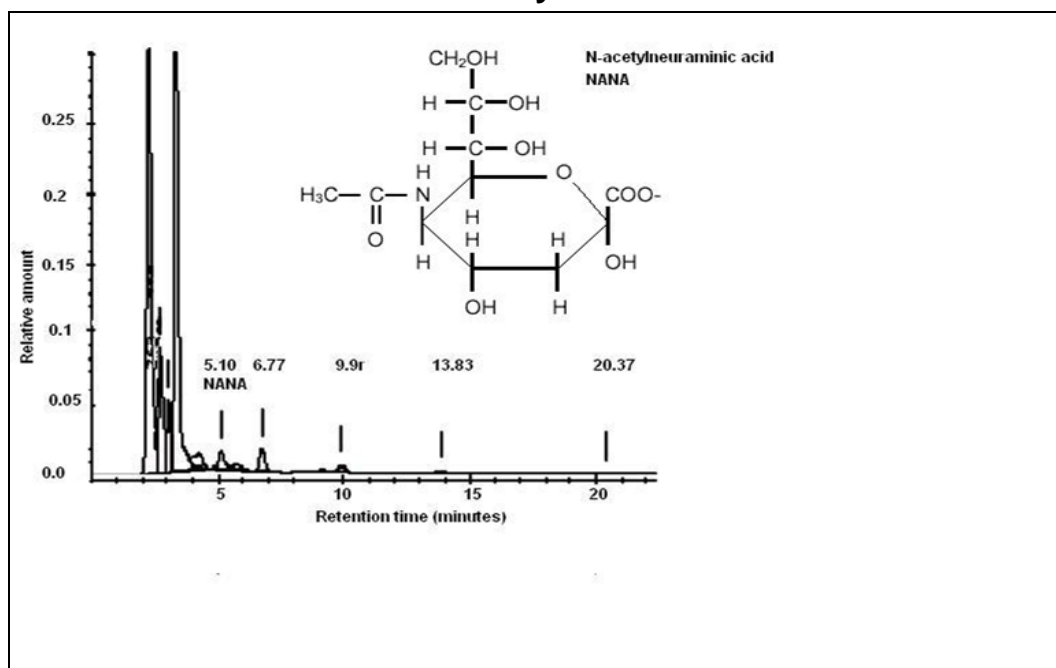 N-acetylneuraminic acid
NANA
CH₂OH
H C OH
H C OH
H
H₃C C N O COO-
O
H
H
H
H
OH
OH
H
0.25
0.2
0.15
0.1
0.05
0.0
Relative amount
5.10 6.77 9.9r 13.83 20.37
NANA
5 10 15 20
Retention time (minutes)